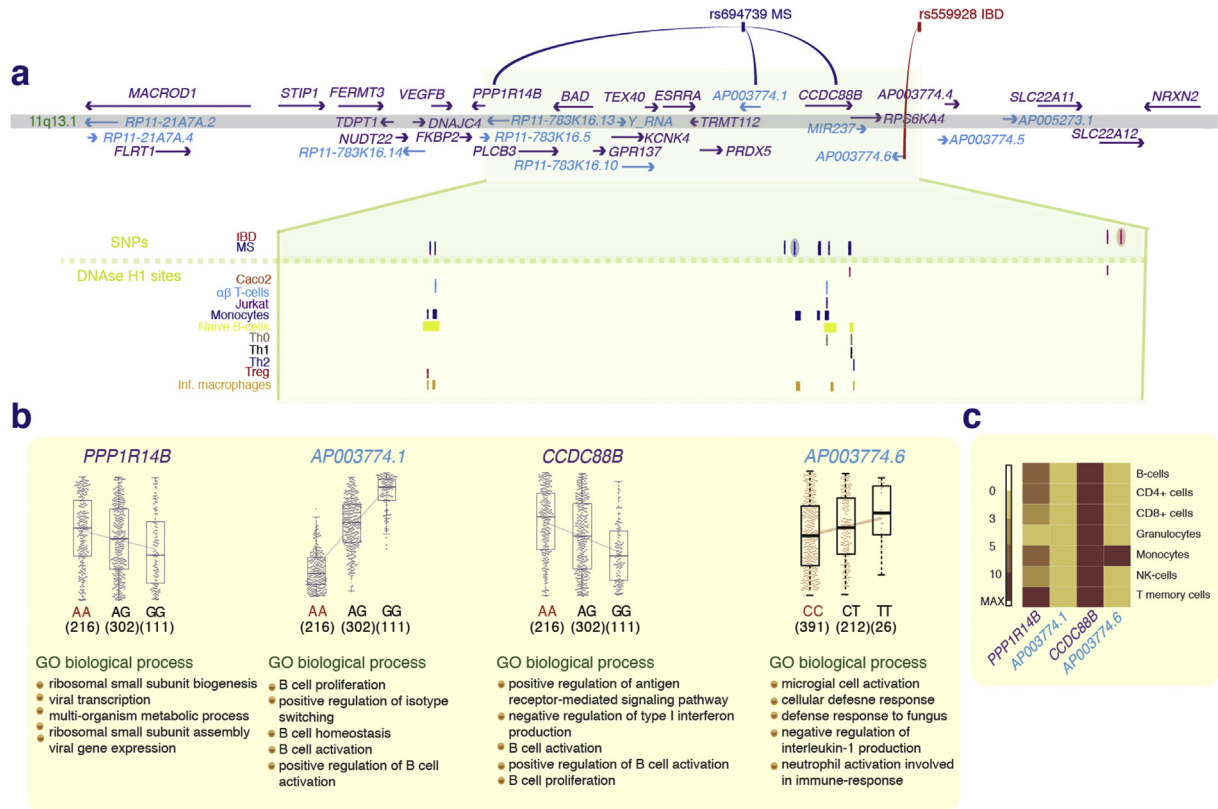 rs694739 MS
rs559928 IBD
a
MACROD1
STIP1
FERMT3
VEGFB
PPP1R14B
BAD
TEX40
ESRRA
AP003774.1
CCDC88B
AP003774.4
SLC22A11
NRXN2
11q13.1
RP11-21A7A.2
TDPT1
DNAJC4
RP11-783K16.13
Y_RNA
TRMT112
RPS6KA4
AP005273.1
RP11-21A7A.4
NUDT22
FKBP2
RP11-783K16.5
KCNK4
MIR237
AP003774.5
SLC22A12
FLRT1
RP11-783K16.14
PLCB3
GPR137
PRDX5
AP003774.6
RP11-783K16.10
SNPs
IBD
MS
DNAse H1 sites
Caco2
αβ T-cells
Jurkat
Monocytes
Naive B-cells
Th0
Th1
Th2
Treg
Inf. macrophages
b
PPP1R14B
AA AG GG
(216) (302)(111)
GO biological process
ribosomal small subunit biogenesis
viral transcription
multi-organism metabolic process
ribosomal small subunit assembly
viral gene expression
AP003774.1
AA AG GG
(216) (302)(111)
GO biological process
B cell proliferation
positive regulation of isotype
switching
B cell homeostasis
B cell activation
positive regulation of B cell
activation
CCDC88B
AA AG GG
(216) (302)(111)
GO biological process
positive regulation of antigen
receptor-mediated signaling pathway
negative regulation of type I interferon
production
B cell activation
positive regulation of B cell activation
B cell proliferation
AP003774.6
CC CT TT
(391) (212)(26)
GO biological process
microgial cell activation
cellular defesne response
defense response to fungus
negative regulation of
interleukin-1 production
neutrophil activation involved
in immune-response
c
0
3
5
10
MAX
B-cells
CD4+ cells
CD8+ cells
Granulocytes
Monocytes
NK-cells
T memory cells
PPP1R14B
AP003774.1
CCDC88B
AP003774.6